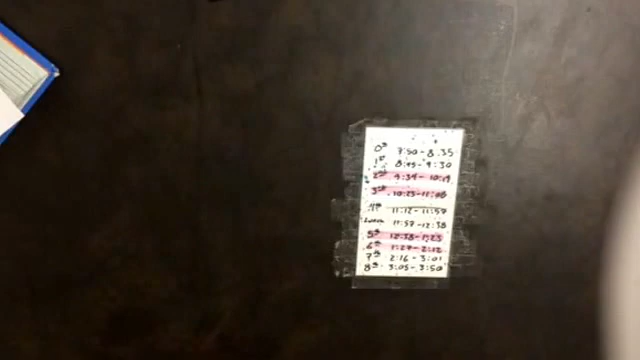 0th 7:50 - 8:35
1st 8:45 - 9:30
2nd 9:34 - 10:19
3rd 10:23 - 11:08
4th 11:12 - 11:57
Lunch 11:57 - 12:38
5th 12:38 - 1:23
6th 1:27 - 2:12
7th 2:16 - 3:01
8th 3:05 - 3:50